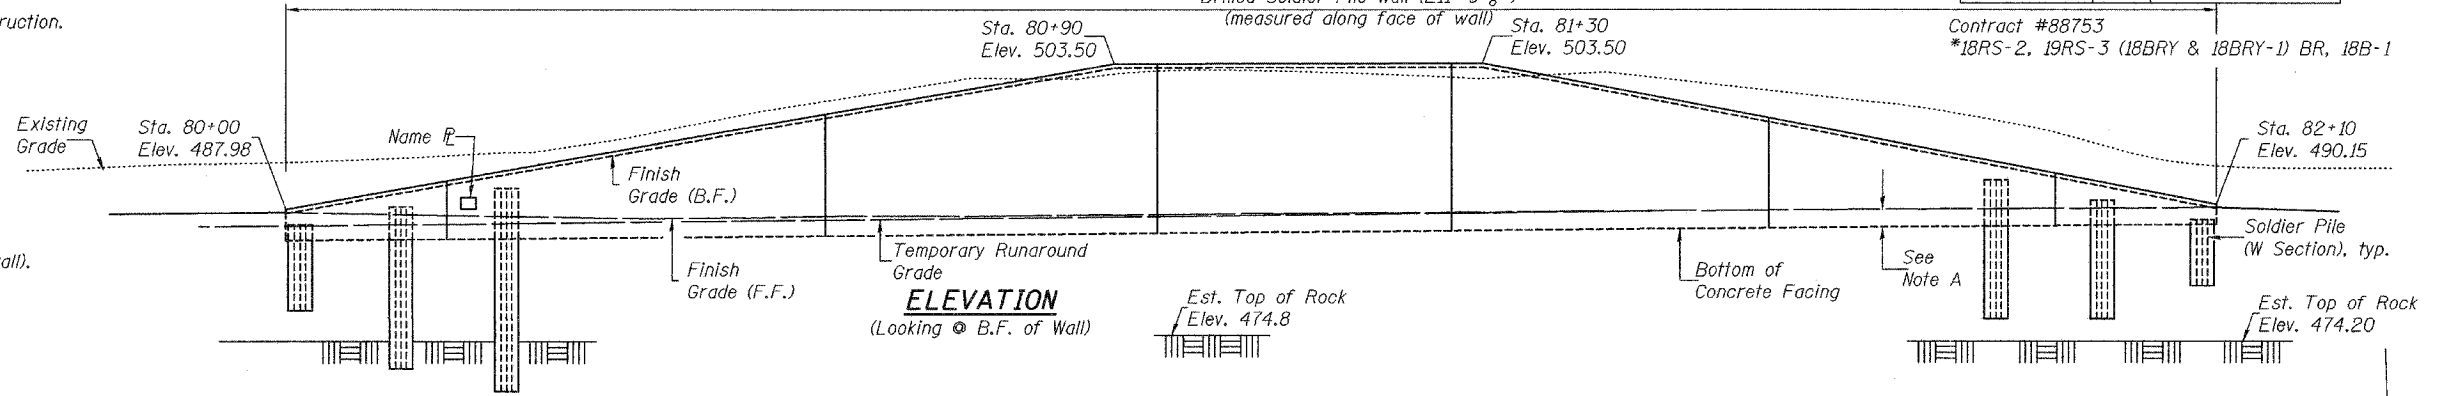 ruction.
(measured along face of wall)
Contract #88753
*18RS-2, 19RS-3 (18BRY & 18BRY-1) BR, 18B-1
Sta. 80+90
Elev. 503.50
Sta. 81+30
Elev. 503.50
Existing
Grade
Sta. 80+00
Elev. 487.98
Name PL
Sta. 82+10
Elev. 490.15
Finish
Grade (B.F.)
all).
Finish
Grade (F.F.)
Temporary Runaround
Grade
ELEVATION
(Looking @ B.F. of Wall)
Est. Top of Rock
Elev. 474.8
Bottom of
Concrete Facing
See
Note A
Soldier Pile
(W Section), typ.
Est. Top of Rock
Elev. 474.20